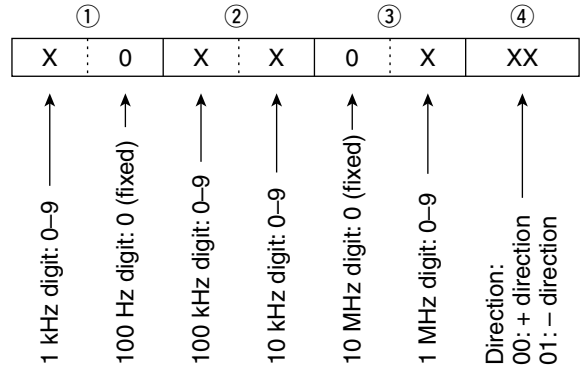 ① ② ③ ④
X 0 X X 0 X XX
1 kHz digit: 0–9
100 Hz digit: 0 (fixed)
100 kHz digit: 0–9
10 kHz digit: 0–9
10 MHz digit: 0 (fixed)
1 MHz digit: 0–9
Direction:
00: + direction
01: – direction